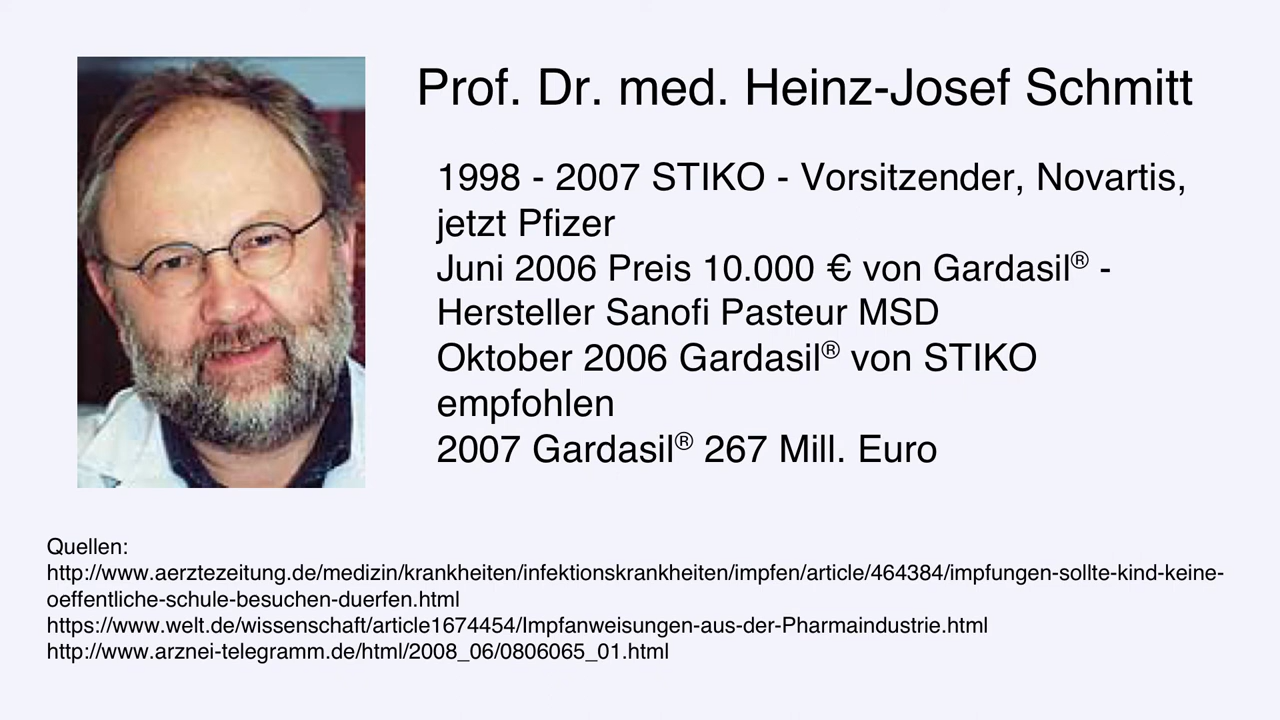 Prof. Dr. med. Heinz-Josef Schmitt
1998 - 2007 STIKO - Vorsitzender, Novartis,
jetzt Pfizer
Juni 2006 Preis 10.000 € von Gardasil® -
Hersteller Sanofi Pasteur MSD
Oktober 2006 Gardasil® von STIKO
empfohlen
2007 Gardasil® 267 Mill. Euro
Quellen:
http://www.aerztezeitung.de/medizin/krankheiten/infektionskrankheiten/impfen/article/464384/impfungen-sollte-kind-keine-
oeffentliche-schule-besuchen-duerfen.html
https://www.welt.de/wissenschaft/article1674454/Impfanweisungen-aus-der-Pharmaindustrie.html
http://www.arznei-telegramm.de/html/2008_06/0806065_01.html